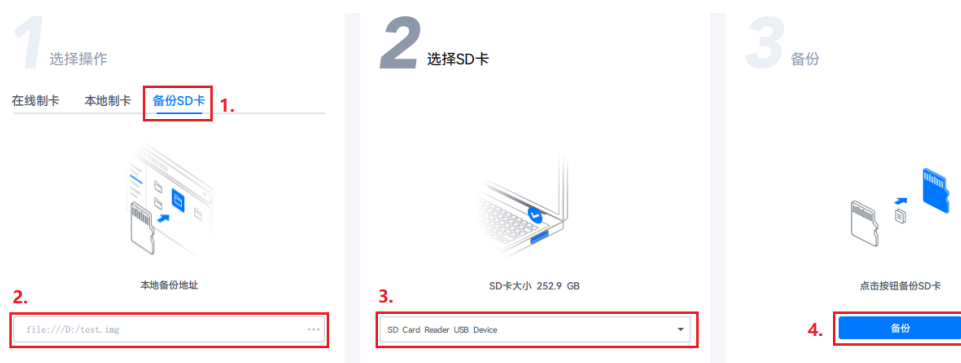 1 选择操作
在线制卡 本地制卡 备份SD卡 1.
本地备份地址
2.
file:///D:/test.img ...
2 选择SD卡
SD卡大小 252.9 GB
3.
SD Card Reader USB Device
3 备份
点击按钮备份SD卡
4. 备份